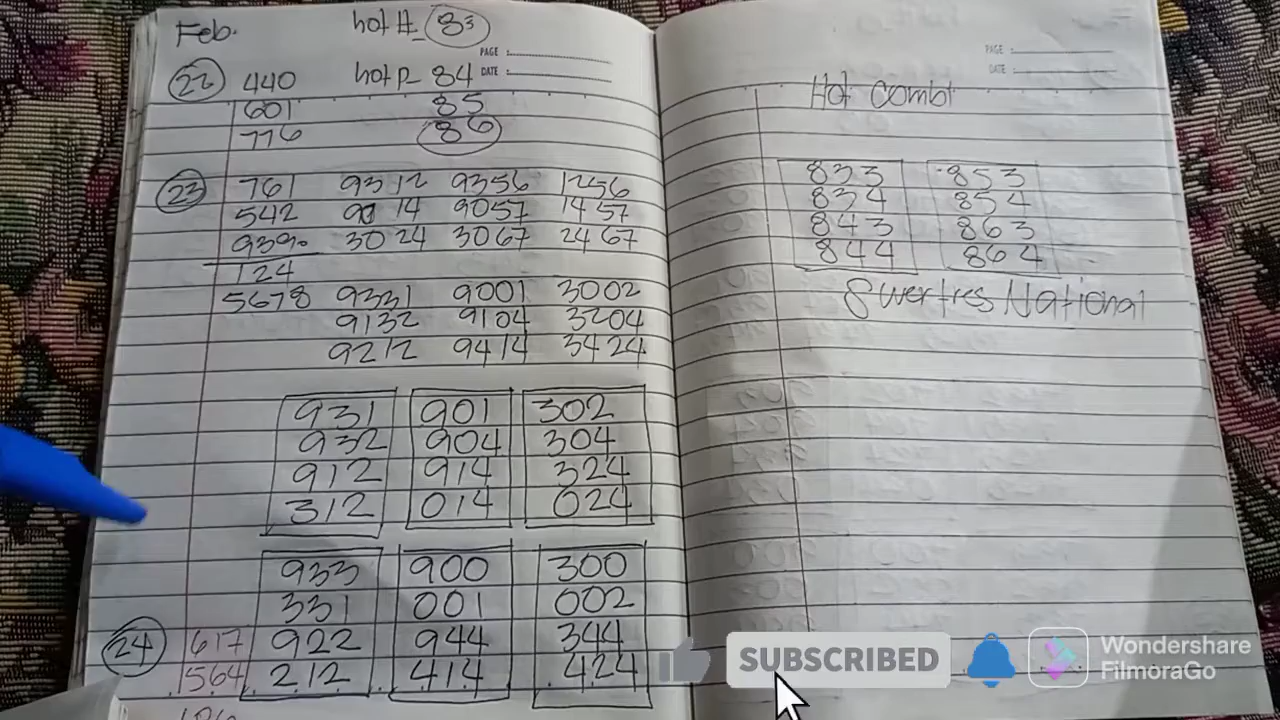 Feb. hot #- 83
PAGE :
22 440 hot P- 84 DATE :
601 85
776 86
23 761 9312 9356 1256
542 14 9057 1457
9390 3024 3067 2467
124
5678 9331 9001 3002
9132 9104 3204
9212 9414 3424
931 901 302
932 904 304
912 914 324
312 014 024
933 900 300
331 001 002
24 617 922 944 344
1564 212 414 424
PAGE :
DATE :
Hot Combi
833 853
834 854
843 863
844 864
Swertres National
SUBSCRIBED
Wondershare
FilmoraGo